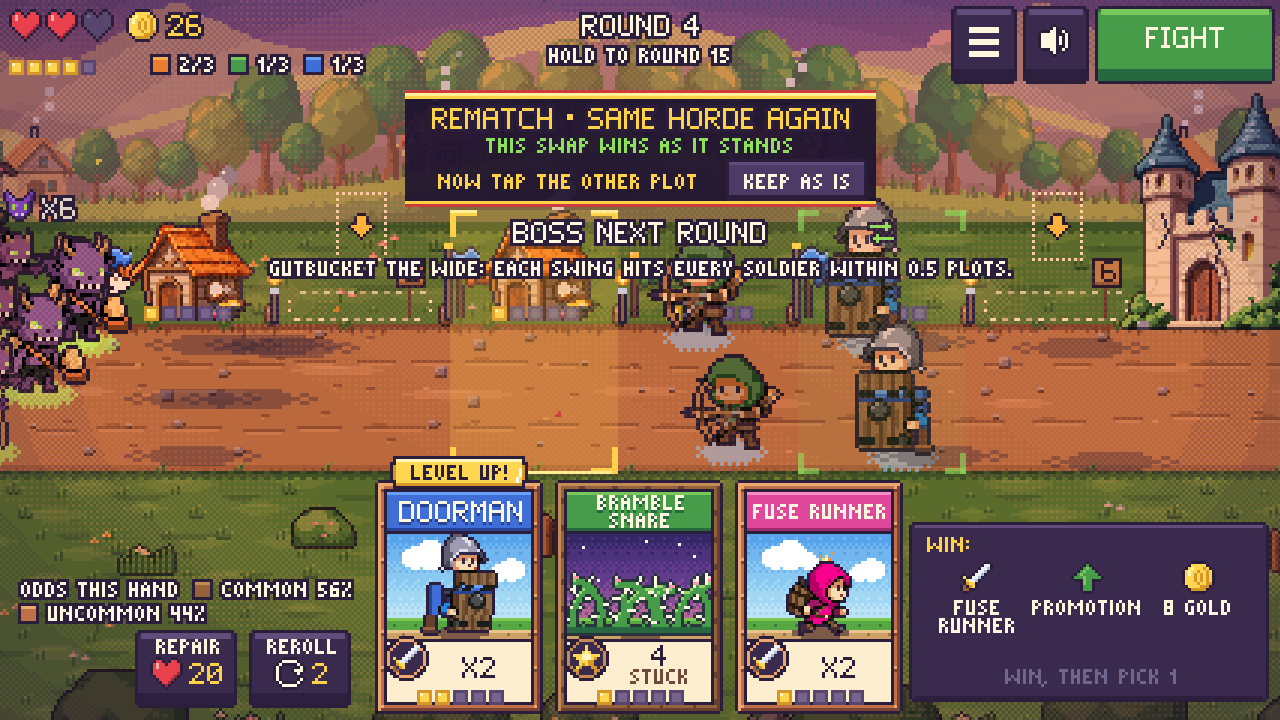 26
ROUND 4
HOLD TO ROUND 15
FIGHT
2/3
1/3
1/3
REMATCH • SAME HORDE AGAIN
THIS SWAP WINS AS IT STANDS
NOW TAP THE OTHER PLOT
KEEP AS IS
X6
BOSS NEXT ROUND
GUTBUCKET THE WIDE: EACH SWING HITS EVERY SOLDIER WITHIN 0.5 PLOTS.
6
LEVEL UP!
DOORMAN
X2
BRAMBLE
SNARE
4
STUCK
FUSE RUNNER
X2
ODDS THIS HAND COMMON 56%
UNCOMMON 44%
REPAIR
20
REROLL
2
WIN:
FUSE
RUNNER
PROMOTION
8 GOLD
WIN, THEN PICK 1